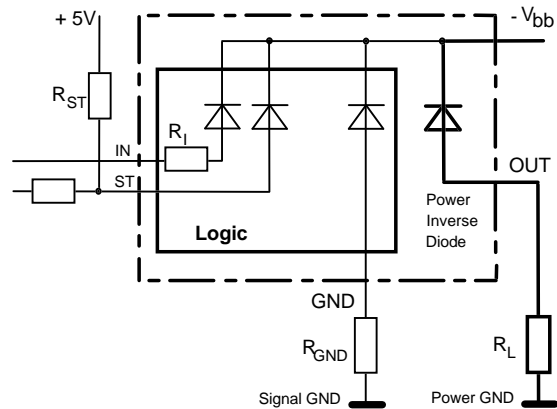 + 5V
- Vbb
RST
IN
RI
ST
OUT
Logic
Power
Inverse
Diode
GND
RGND
RL
Signal GND
Power GND